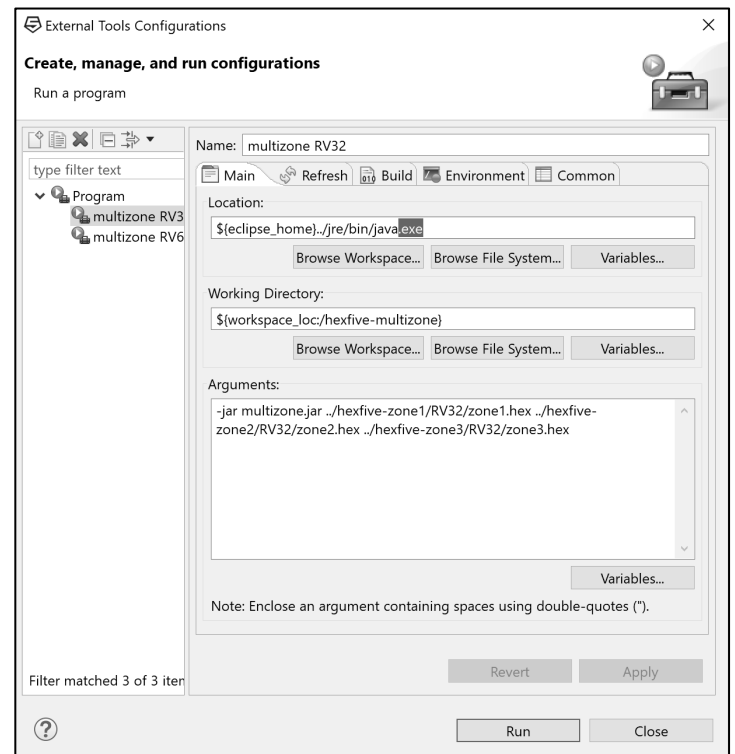 External Tools Configurations
Create, manage, and run configurations
Run a program
type filter text
Program
multizone RV3
multizone RV6
Filter matched 3 of 3 iter
Name: multizone RV32
Main Refresh Build Environment Common
Location:
${eclipse_home}../jre/bin/java.exe
Browse Workspace... Browse File System... Variables...
Working Directory:
${workspace_loc:/hexfive-multizone}
Browse Workspace... Browse File System... Variables...
Arguments:
-jar multizone.jar ../hexfive-zone1/RV32/zone1.hex ../hexfive-
zone2/RV32/zone2.hex ../hexfive-zone3/RV32/zone3.hex
Variables...
Note: Enclose an argument containing spaces using double-quotes (").
Revert Apply
Run Close